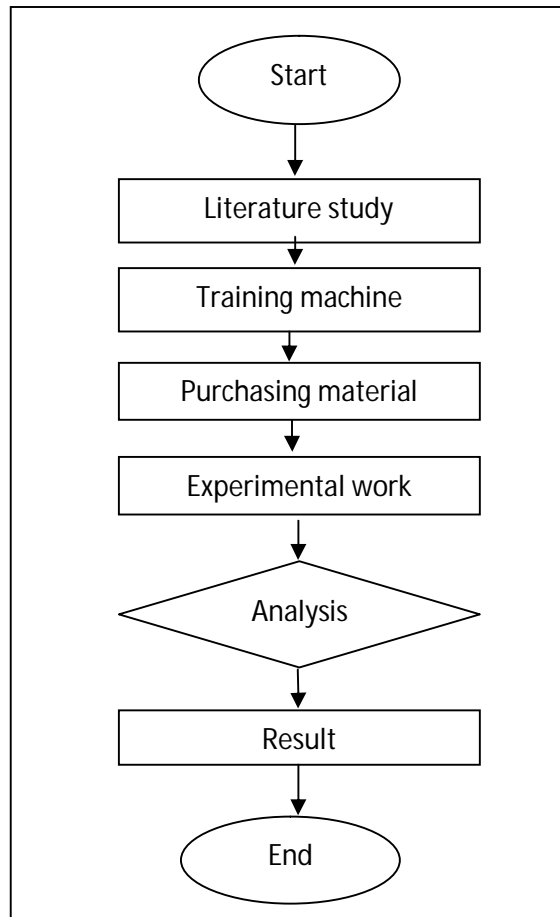 Start
Literature study
Training machine
Purchasing material
Experimental work
Analysis
Result
End